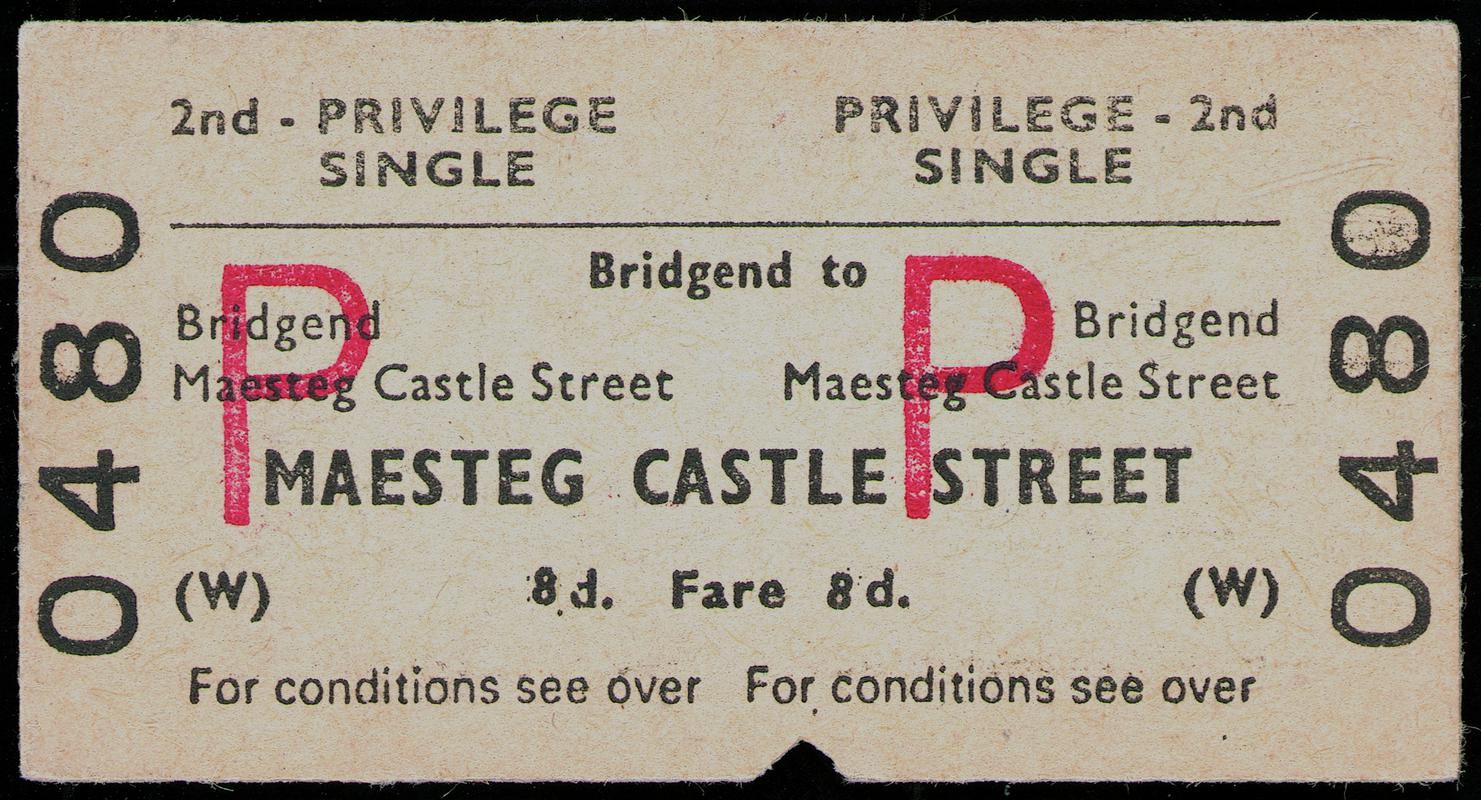 2nd - PRIVILEGE PRIVILEGE - 2nd
SINGLE SINGLE
Bridgend to
Bridgend Bridgend
Maesteg Castle Street Maesteg Castle Street
P P
MAESTEG CASTLE STREET
(W) 8d. Fare 8d. (W)
For conditions see over For conditions see over
0480
0480